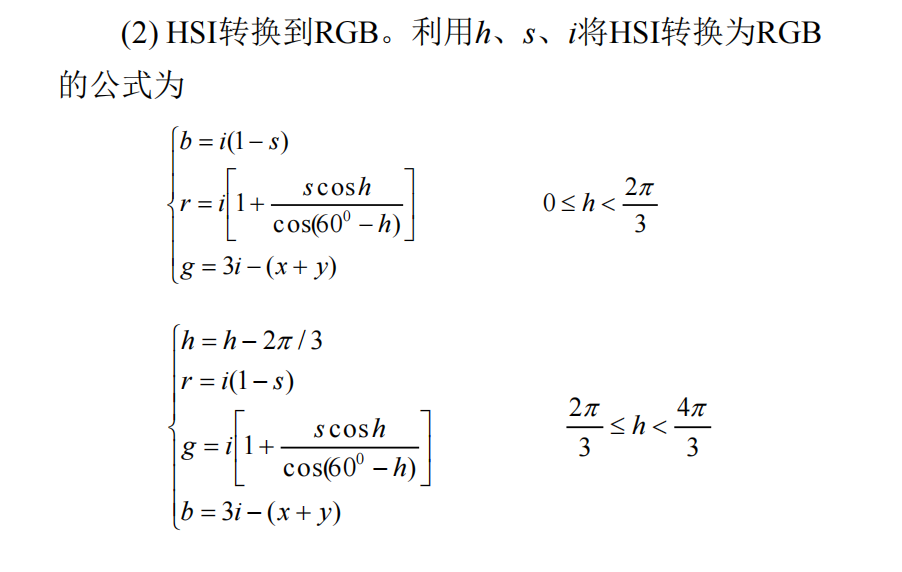 (2) HSI转换到RGB。利用h、s、i将HSI转换为RGB
的公式为
b = i(1 − s)
r = i[1 + s cos h / cos(60⁰ − h)]
g = 3i − (x + y)
0 ≤ h < 2π/3
h = h − 2π / 3
r = i(1 − s)
g = i[1 + s cos h / cos(60⁰ − h)]
b = 3i − (x + y)
2π/3 ≤ h < 4π/3